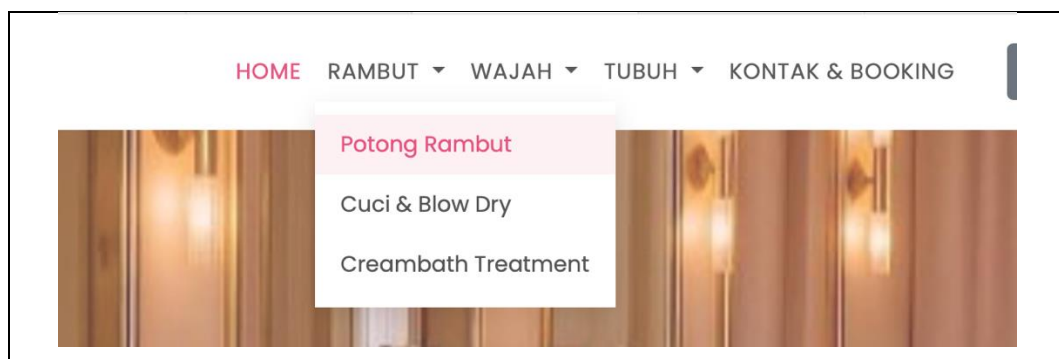 HOME RAMBUT WAJAH TUBUH KONTAK & BOOKING
Potong Rambut
Cuci & Blow Dry
Creambath Treatment